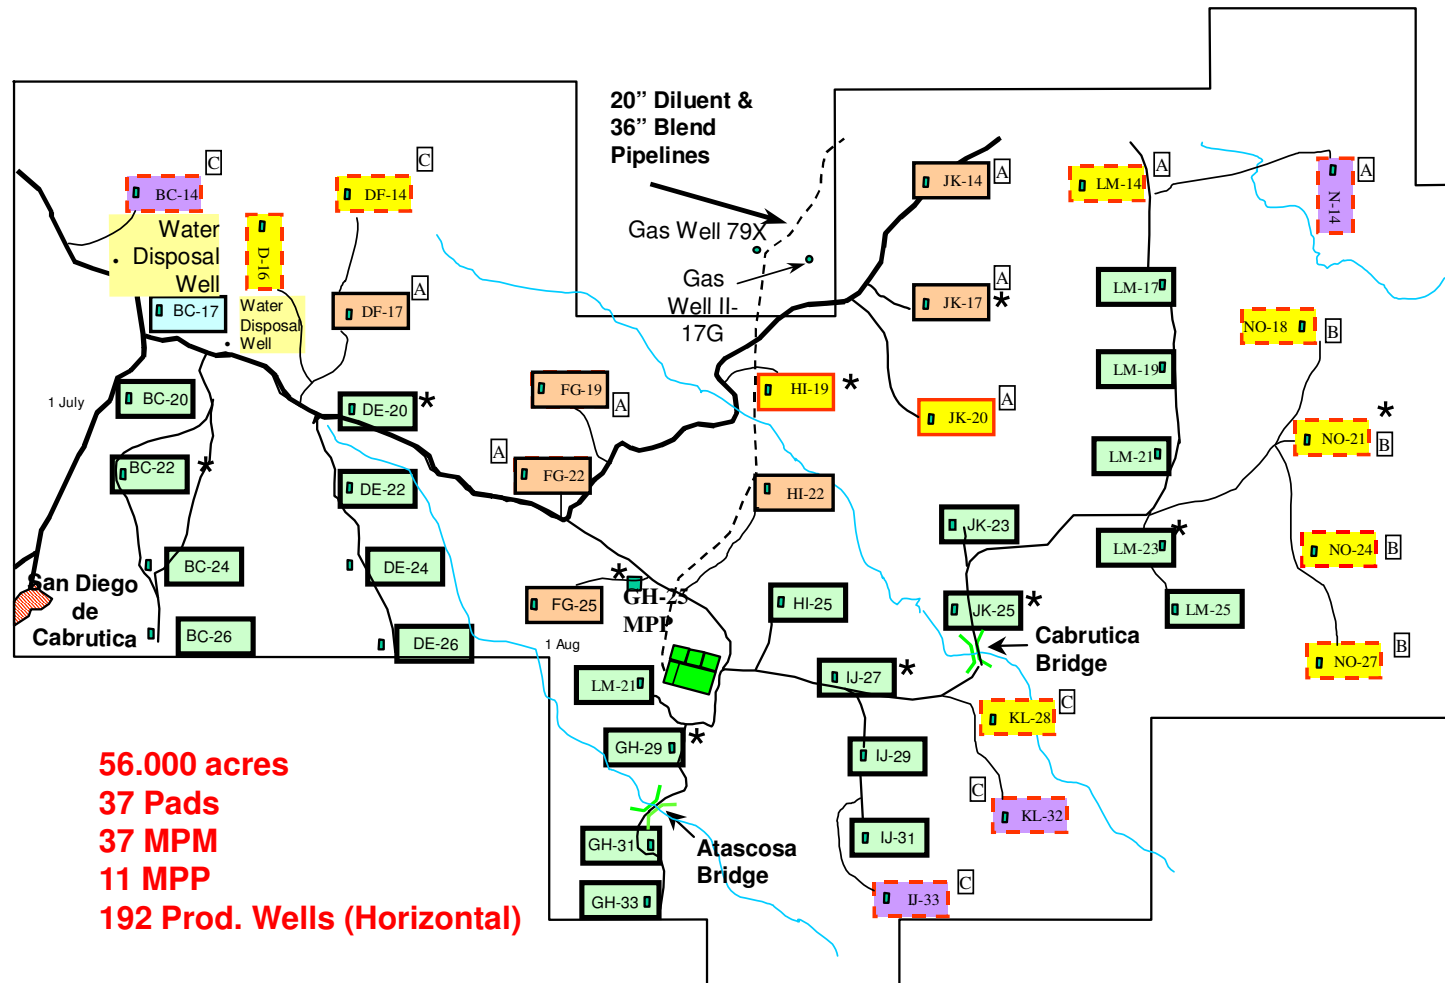 20” Diluent &
36” Blend
Pipelines
C
BC-14
C
DF-14
JK-14
A
LM-14
A
N-14
A
Water
Disposal
Well
D-16
Gas Well 79X
Gas
Well II-
17G
BC-17
Water
Disposal
Well
DF-17
A
JK-17
A
*
LM-17
NO-18
B
1 July
BC-20
DE-20
*
FG-19
A
HI-19
*
JK-20
A
LM-19
BC-22
*
DE-22
A
FG-22
HI-22
LM-21
NO-21
*
B
JK-23
LM-23
*
NO-24
B
BC-24
DE-24
San Diego
de
Cabrutica
FG-25
*
GH-25
MPP
HI-25
JK-25
*
LM-25
BC-26
DE-26
1 Aug
Cabrutica
Bridge
NO-27
B
LM-21
IJ-27
*
KL-28
C
GH-29
*
IJ-29
C
KL-32
56.000 acres
37 Pads
37 MPM
11 MPP
192 Prod. Wells (Horizontal)
GH-31
Atascosa
Bridge
IJ-31
GH-33
IJ-33
C